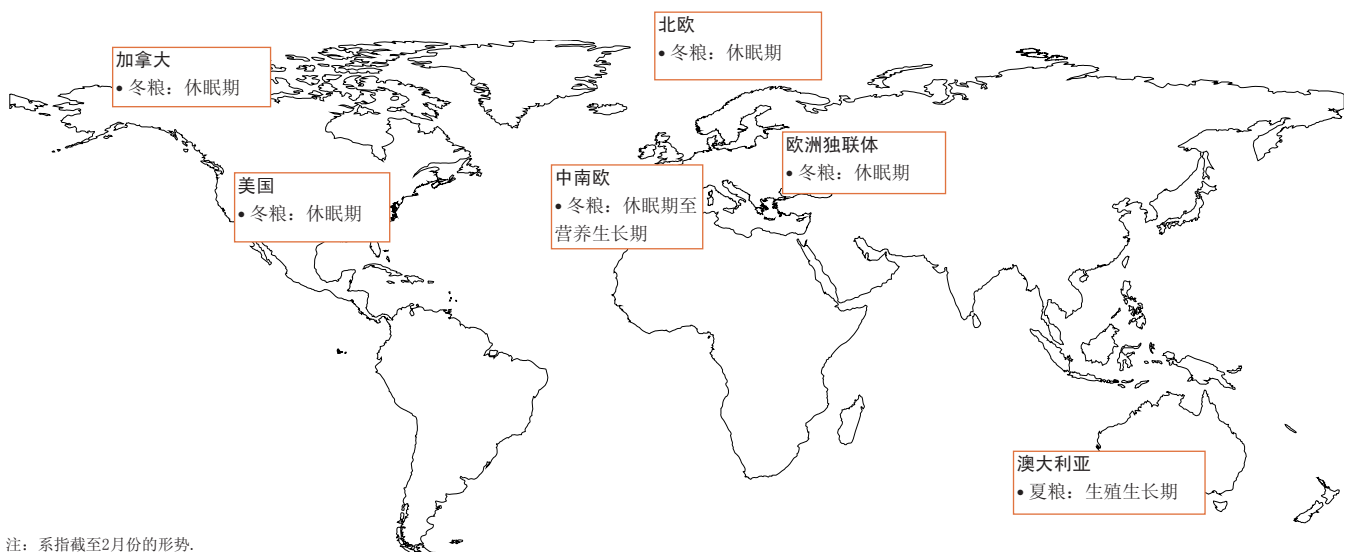 北欧
• 冬粮：休眠期
加拿大
• 冬粮：休眠期
欧洲独联体
• 冬粮：休眠期
中南欧
• 冬粮：休眠期至
营养生长期
美国
• 冬粮：休眠期
澳大利亚
• 夏粮：生殖生长期
注：系指截至2月份的形势.